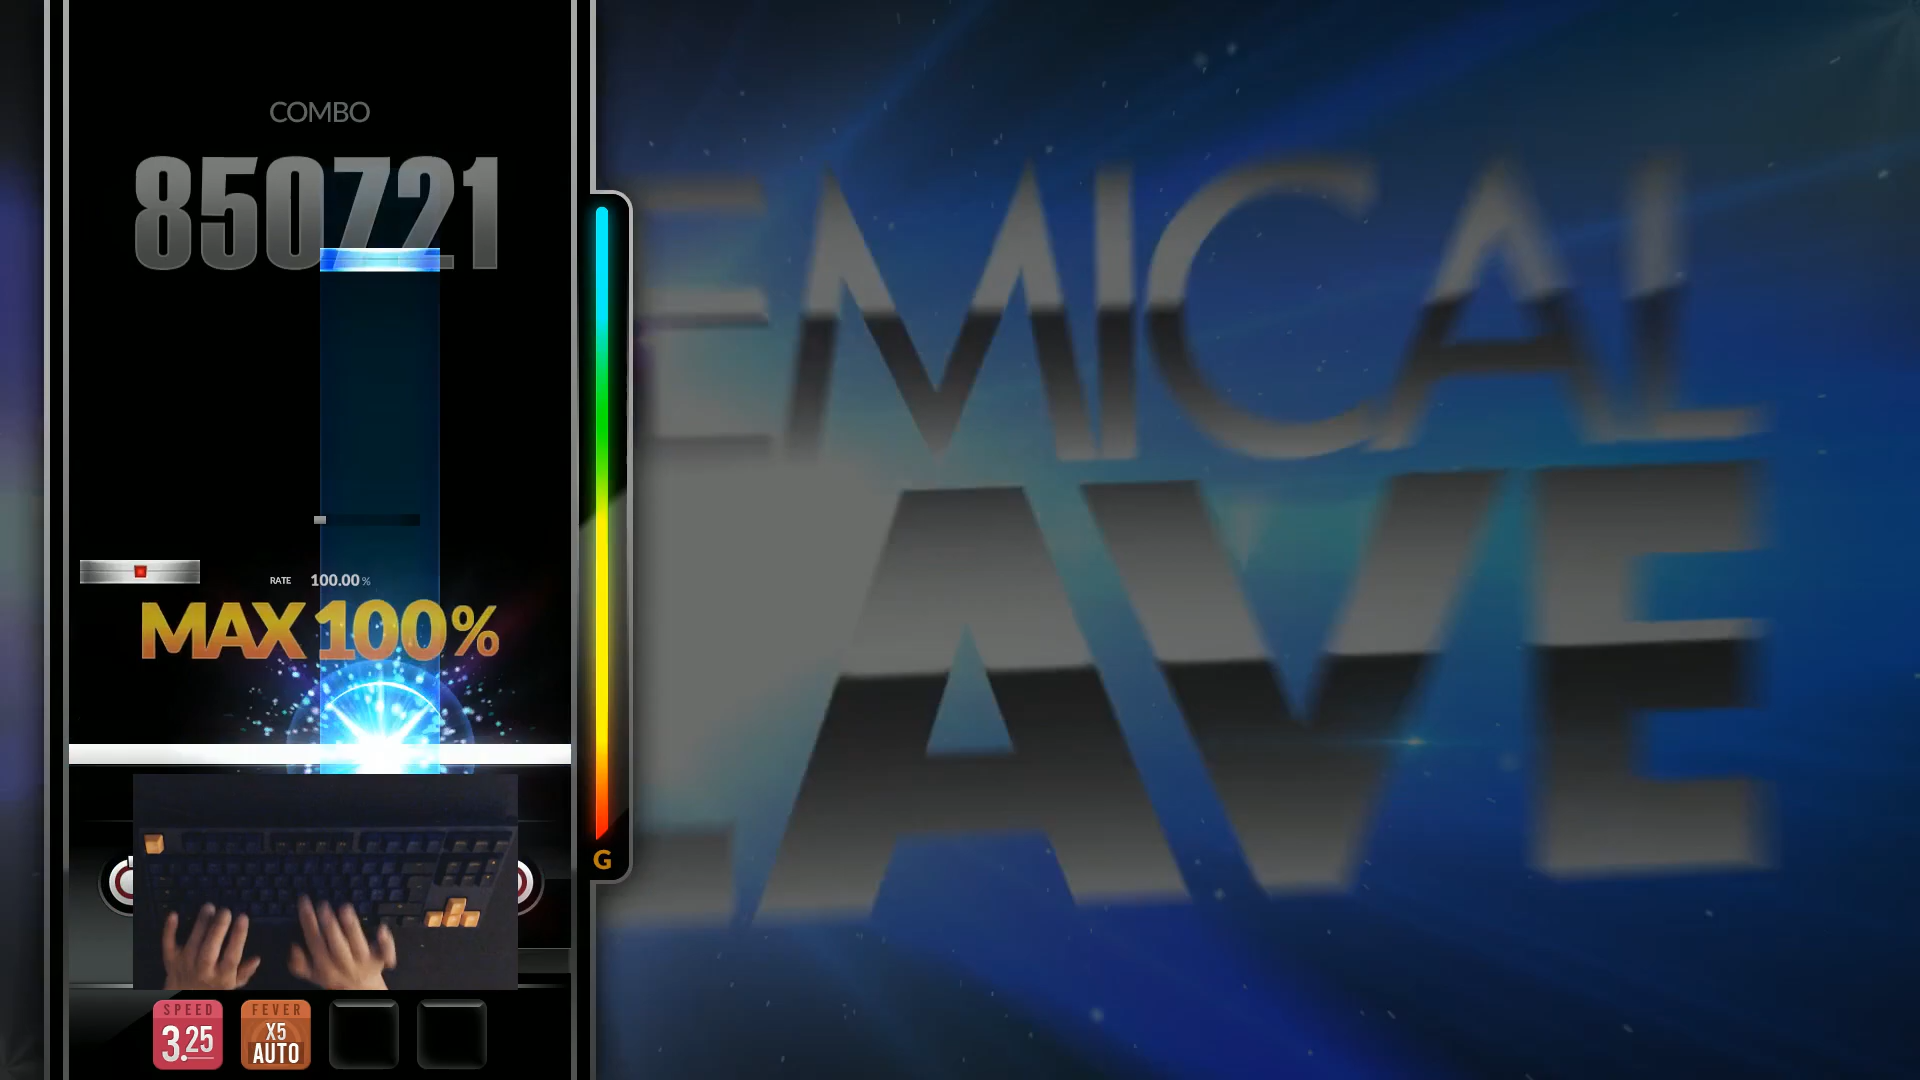 COMBO
850721
RATE 100.00 %
MAX 100%
G
SPEED
3.25
FEVER
X5
AUTO
EMICAL
AVE